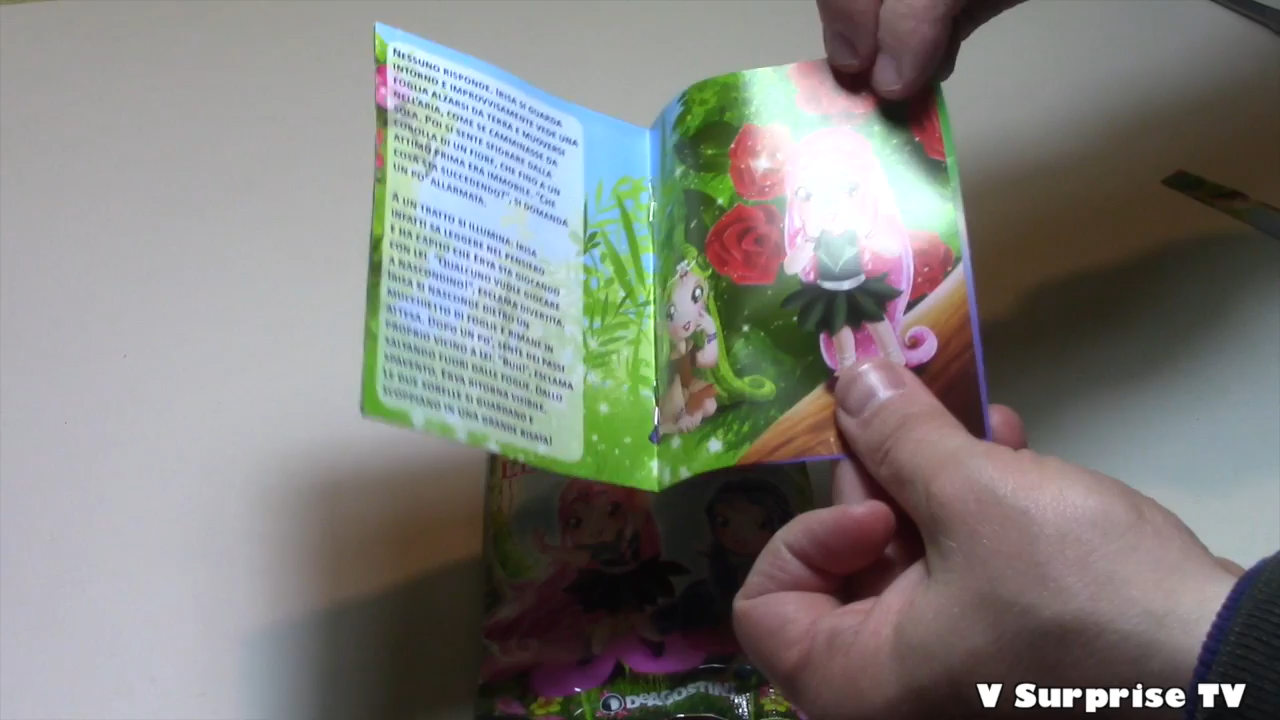 NESSUNO RISPONDE. IRISA SI GUARDA
INTORNO E IMPROVVISAMENTE VEDE UNA
FOGLIA ALZARSI DA TERRA E MUOVERSI
NELL'ARIA, COME SE CAMMINASSE DA
SOLA. POI SI SENTE SFIORARE DALLA
COROLLA DI UN FIORE, CHE FINO A UN
ATTIMO PRIMA ERA IMMOBILE. "CHE
COSA STA SUCCEDENDO?", SI DOMANDA
UN PO' ALLARMATA.
A UN TRATTO SI ILLUMINA: IRISA
INFATTI SA LEGGERE NEL PENSIERO
E HA CAPITO CHE ERYA STA GIOCANDO
CON LEI. "QUALCUNO VUOLE GIOCARE
A NASCONDINO!", ESCLAMA DIVERTITA.
IRISA SI NASCONDE DIETRO UN
MUCCHIETTO DI FOGLIE E RIMANE IN
ATTESA. DOPO UN PO', SENTE DEI PASSI
PROPRIO VICINO A LEI. "BUU!", ESCLAMA
SALTANDO FUORI DALLE FOGLIE. DALLO
SPAVENTO, ERYA RITORNA VISIBILE.
LE DUE SORELLE SI GUARDANO E
SCOPPIANO IN UNA GRANDE RISATA!
DEAGOSTINI
V Surprise TV